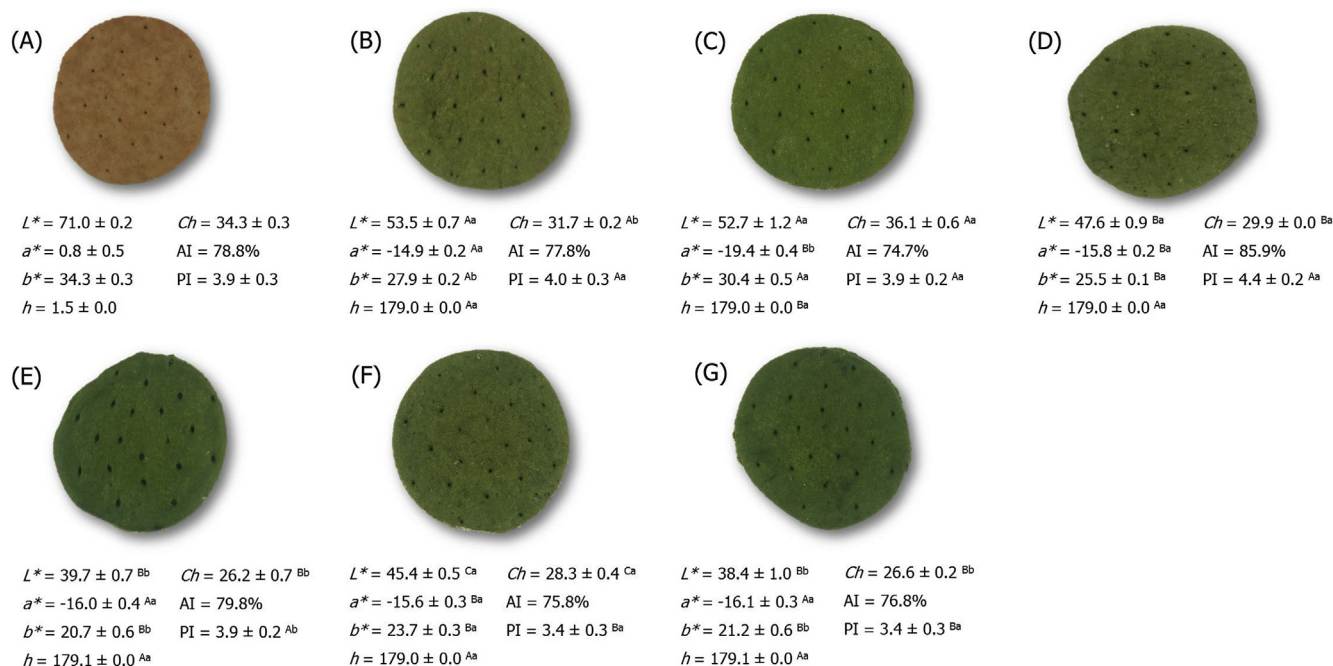 (A)
L* = 71.0 ± 0.2 Ch = 34.3 ± 0.3
a* = 0.8 ± 0.5 AI = 78.8%
b* = 34.3 ± 0.3 PI = 3.9 ± 0.3
h = 1.5 ± 0.0
(B)
L* = 53.5 ± 0.7 Aa Ch = 31.7 ± 0.2 Ab
a* = -14.9 ± 0.2 Aa AI = 77.8%
b* = 27.9 ± 0.2 Ab PI = 4.0 ± 0.3 Aa
h = 179.0 ± 0.0 Aa
(C)
L* = 52.7 ± 1.2 Aa Ch = 36.1 ± 0.6 Aa
a* = -19.4 ± 0.4 Bb AI = 74.7%
b* = 30.4 ± 0.5 Aa PI = 3.9 ± 0.2 Aa
h = 179.0 ± 0.0 Ba
(D)
L* = 47.6 ± 0.9 Ba Ch = 29.9 ± 0.0 Ba
a* = -15.8 ± 0.2 Ba AI = 85.9%
b* = 25.5 ± 0.1 Ba PI = 4.4 ± 0.2 Aa
h = 179.0 ± 0.0 Aa
(E)
L* = 39.7 ± 0.7 Bb Ch = 26.2 ± 0.7 Bb
a* = -16.0 ± 0.4 Aa AI = 79.8%
b* = 20.7 ± 0.6 Bb PI = 3.9 ± 0.2 Ab
h = 179.1 ± 0.0 Aa
(F)
L* = 45.4 ± 0.5 Ca Ch = 28.3 ± 0.4 Ca
a* = -15.6 ± 0.3 Ba AI = 75.8%
b* = 23.7 ± 0.3 Ba PI = 3.4 ± 0.3 Ba
h = 179.0 ± 0.0 Aa
(G)
L* = 38.4 ± 1.0 Bb Ch = 26.6 ± 0.2 Bb
a* = -16.1 ± 0.3 Aa AI = 76.8%
b* = 21.2 ± 0.6 Bb PI = 3.4 ± 0.3 Ba
h = 179.1 ± 0.0 Aa